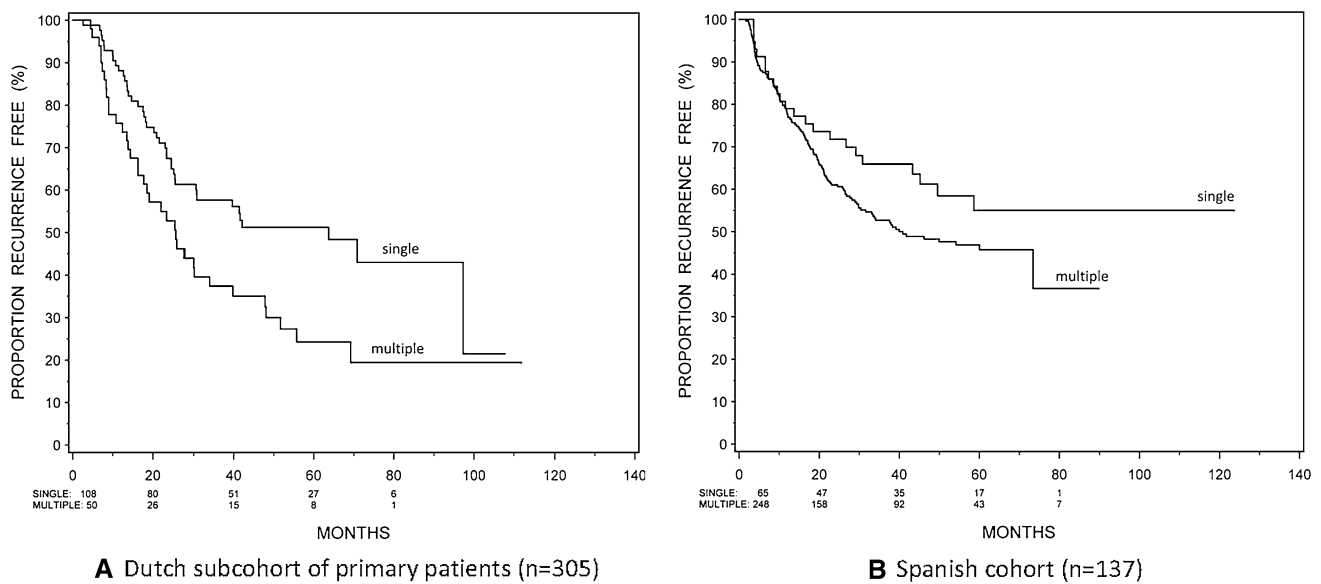 PROPORTION RECURRENCE FREE (%)
100
90
80
70
60
50
40
30
20
10
0
single
multiple
0 20 40 60 80 100 120 140
SINGLE: 108 80 51 27 6
MULTIPLE: 50 26 15 8 1
MONTHS
A Dutch subcohort of primary patients (n=305)
PROPORTION RECURRENCE FREE (%)
100
90
80
70
60
50
40
30
20
10
0
single
multiple
0 20 40 60 80 100 120 140
SINGLE: 65 47 35 17 1
MULTIPLE: 248 158 92 43 7
MONTHS
B Spanish cohort (n=137)